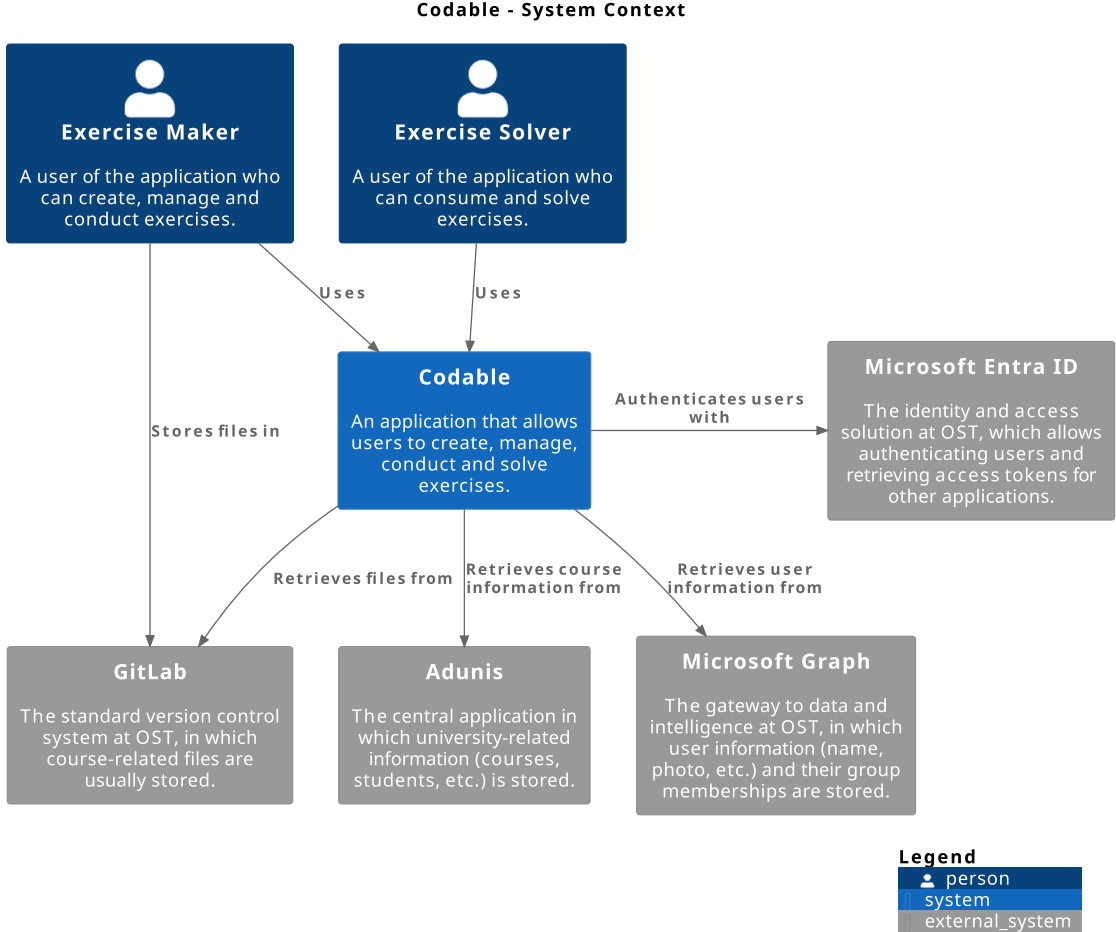 Codable - System Context
Exercise Maker
A user of the application who
can create, manage and
conduct exercises.
Exercise Solver
A user of the application who
can consume and solve
exercises.
Uses
Uses
Stores files in
Codable
An application that allows
users to create, manage,
conduct and solve
exercises.
Authenticates users
with
Microsoft Entra ID
The identity and access
solution at OST, which allows
authenticating users and
retrieving access tokens for
other applications.
Retrieves files from
Retrieves course
information from
Retrieves user
information from
GitLab
The standard version control
system at OST, in which
course-related files are
usually stored.
Adunis
The central application in
which university-related
information (courses,
students, etc.) is stored.
Microsoft Graph
The gateway to data and
intelligence at OST, in which
user information (name,
photo, etc.) and their group
memberships are stored.
Legend
person
system
external_system